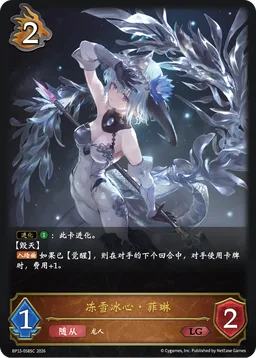 2
进化 1 ：此卡进化。
【毁灭】
入场曲 如果已【觉醒】，则在对手的下个回合中，对手使用卡牌
时，费用+1。
冻雪冰心·菲琳
1
随从 龙人 LG
2
BP15-058SC 2026 © Cygames, Inc. Published by NetEase Games